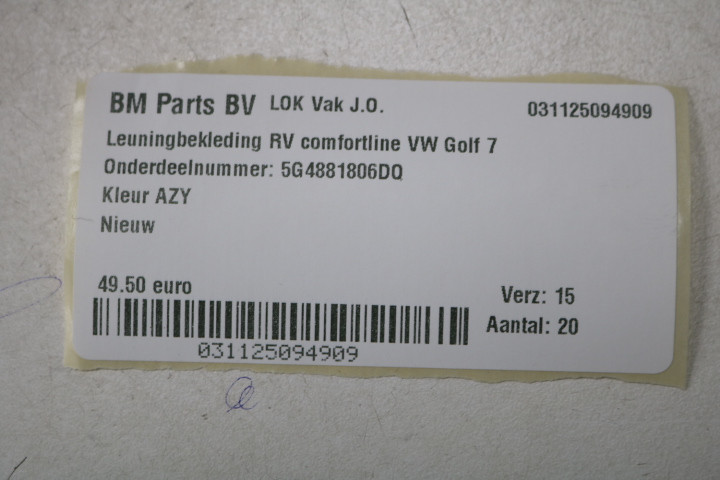 BM Parts BV LOK Vak J.O. 031125094909
Leuningbekleding RV comfortline VW Golf 7
Onderdeelnummer: 5G4881806DQ
Kleur AZY
Nieuw
49.50 euro
Verz: 15
Aantal: 20
031125094909